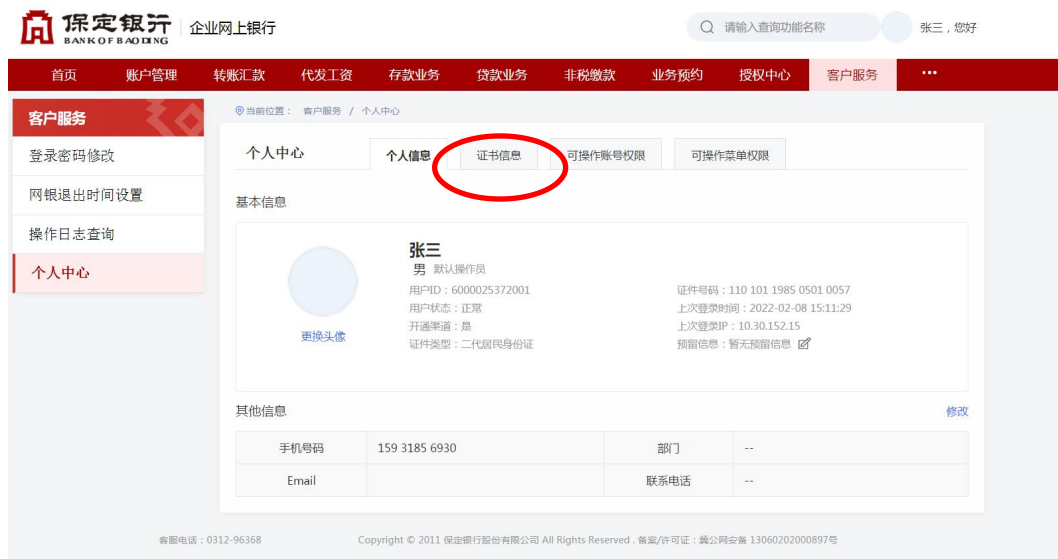 保定银行 企业网上银行 请输入查询功能名称 张三，您好
BANK OF BAODING
首页 账户管理 转账汇款 代发工资 存款业务 贷款业务 非税缴款 业务预约 授权中心 客户服务 •••
客户服务
登录密码修改
网银退出时间设置
操作日志查询
个人中心
当前位置： 客户服务 / 个人中心
个人中心 个人信息 证书信息 可操作账号权限 可操作菜单权限
基本信息
更换头像
张三
男 默认操作员
用户ID：6000025372001 证件号码：110 101 1985 0501 0057
用户状态：正常 上次登录时间：2022-02-08 15:11:29
开通渠道：是 上次登录IP：10.30.152.15
证件类型：二代居民身份证 预留信息：暂无预留信息
其他信息 修改
手机号码 159 3185 6930 部门 --
Email 联系电话 --
客服电话：0312-96368 Copyright © 2011 保定银行股份有限公司 All Rights Reserved . 备案/许可证：冀公网安备 13060202000897号